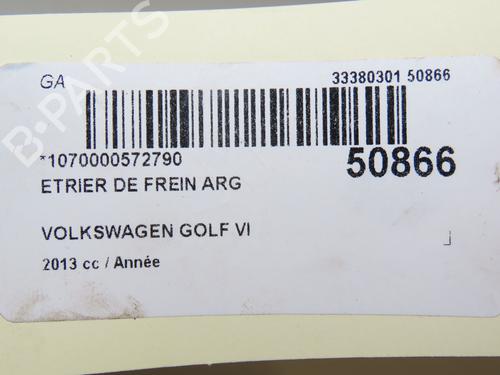 GA
33380301 50866
*1070000572790
50866
ETRIER DE FREIN ARG
VOLKSWAGEN GOLF VI
2013 cc / Année
B-PARTS